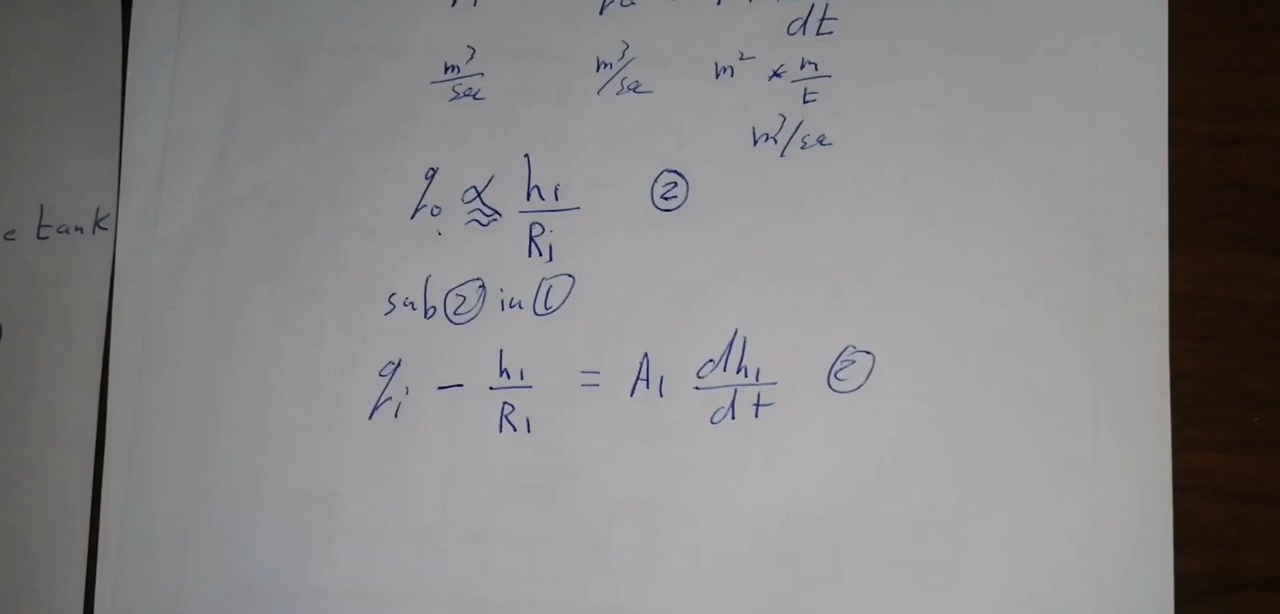 dt
m³/sec m³/sec m² * m/t
m³/sec
q₀ ∝ h₁/R₁ ②
e tank
sub ② in ①
qᵢ − h₁/R₁ = A₁ dh₁/dt ②